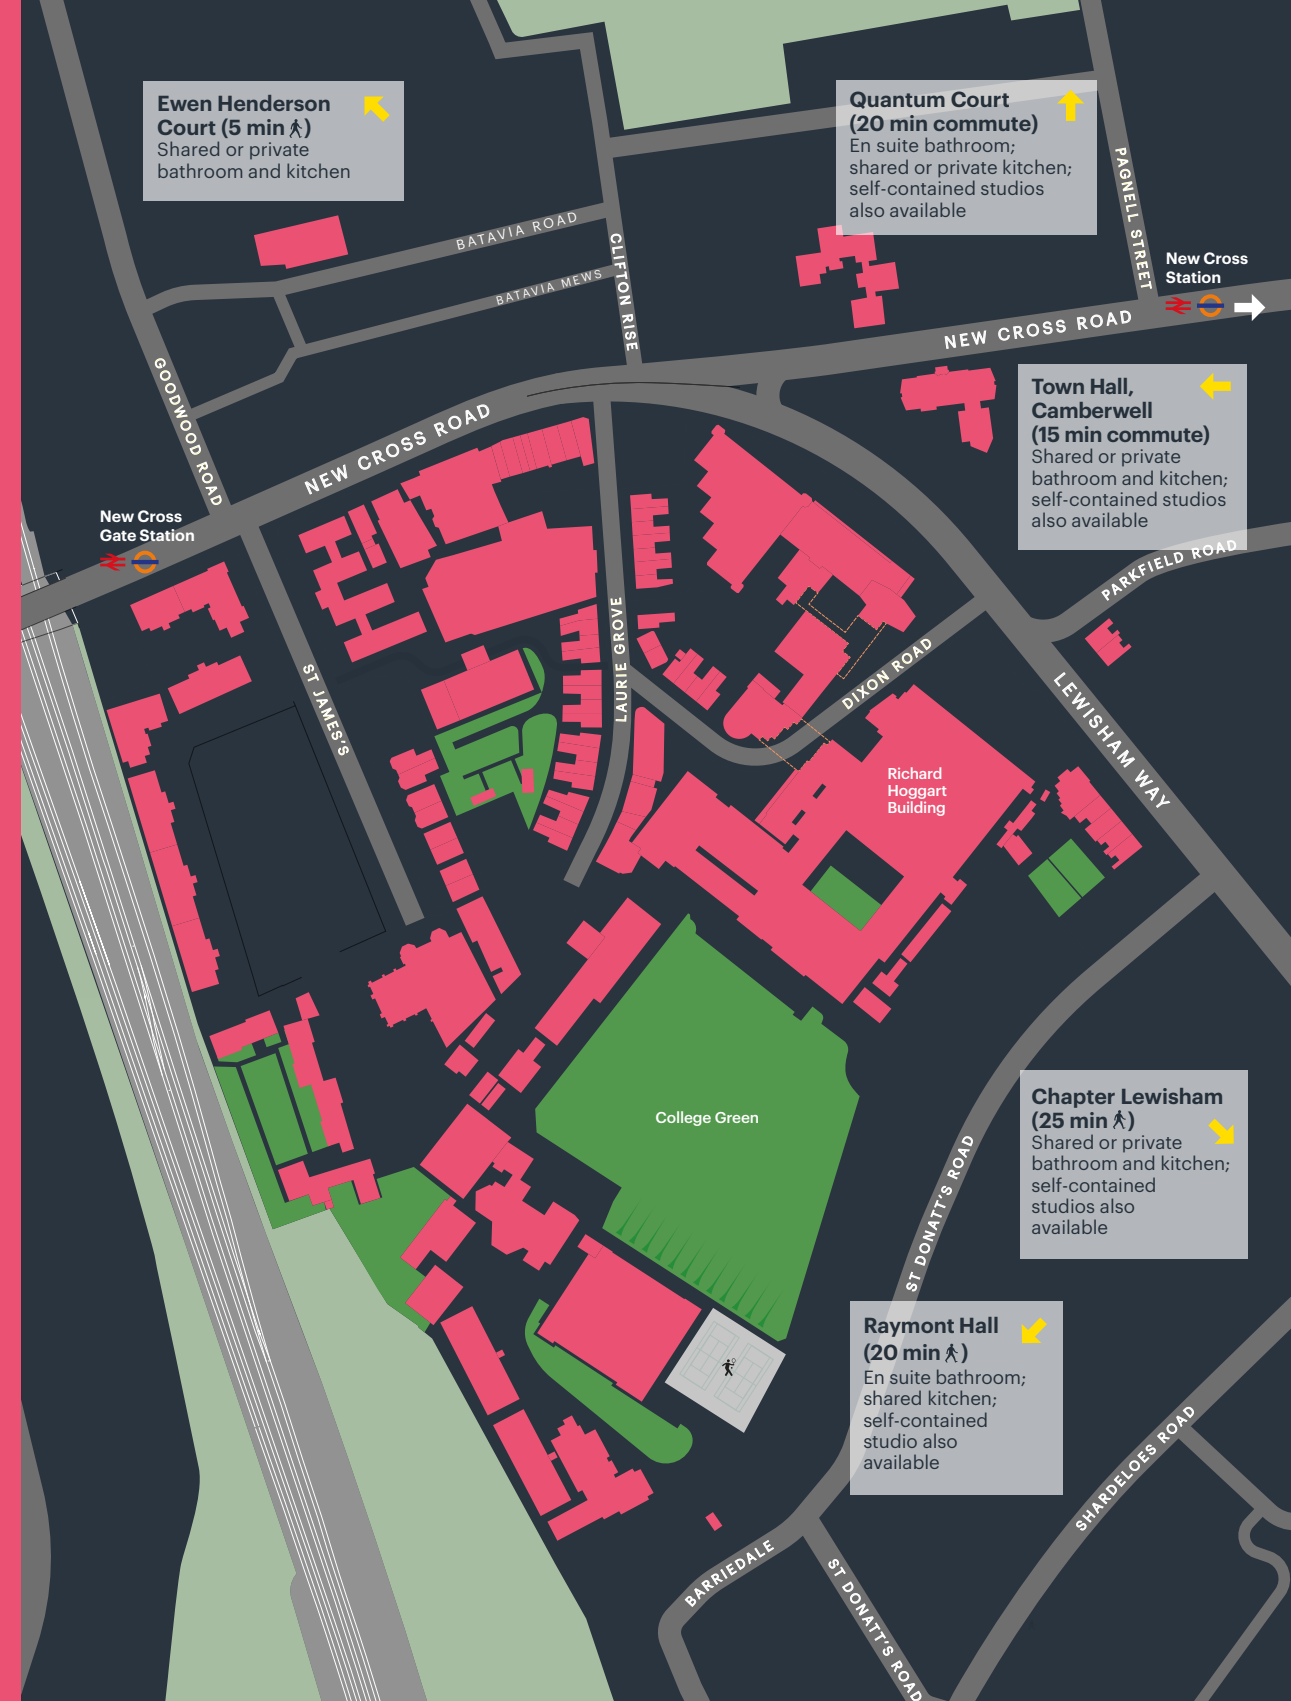 Ewen Henderson
Court (5 min)
Shared or private
bathroom and kitchen
Quantum Court
(20 min commute)
En suite bathroom;
shared or private kitchen;
self-contained studios
also available
PAGNELL STREET
BATAVIA ROAD
CLIFTON RISE
BATAVIA MEWS
New Cross
Station
NEW CROSS ROAD
GOODWOOD ROAD
NEW CROSS ROAD
Town Hall,
Camberwell
(15 min commute)
Shared or private
bathroom and kitchen;
self-contained studios
also available
New Cross
Gate Station
PARKFIELD ROAD
LAURIE GROVE
DIXON ROAD
ST JAMES'S
LEWISHAM WAY
Richard
Hoggart
Building
College Green
Chapter Lewisham
(25 min)
Shared or private
bathroom and kitchen;
self-contained
studios also
available
ST DONATT'S ROAD
Raymont Hall
(20 min)
En suite bathroom;
shared kitchen;
self-contained
studio also
available
SHARDELOES ROAD
BARRIEDALE
ST DONATT'S ROAD